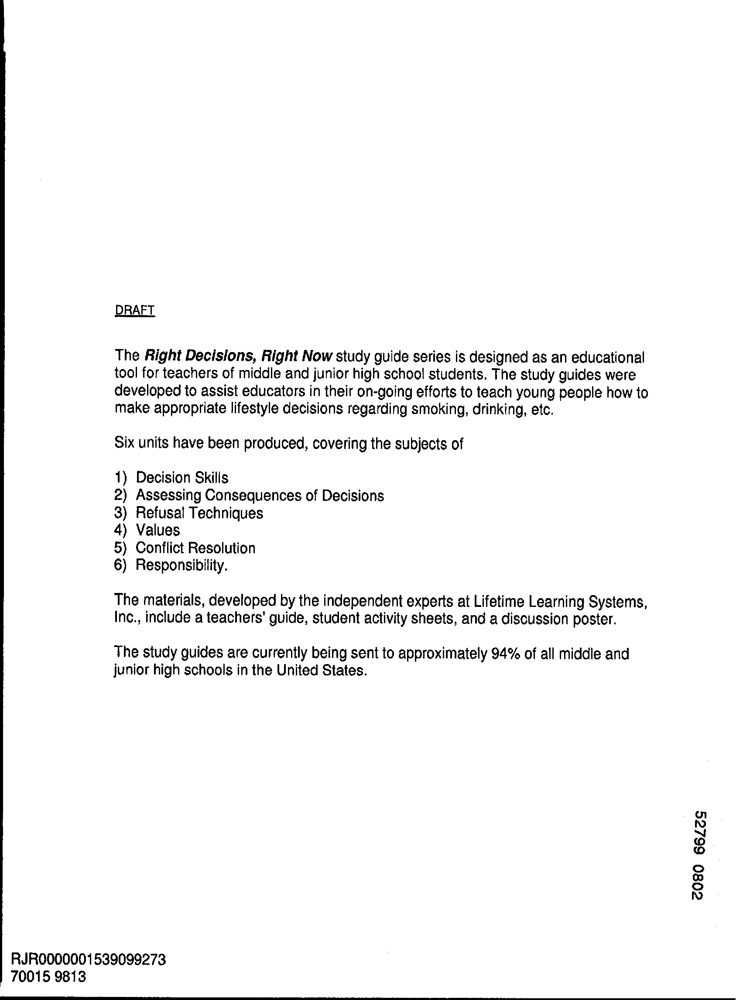 DRAFT
The Right Decisions, Right Now study guide series is designed as an educational
tool for teachers of middle and junior high school students. The study guides were
developed to assist educators in their on-going efforts to teach young people how to
make appropriate lifestyle decisions regarding smoking, drinking, etc.
Six units have been produced, covering the subjects of
1) Decision Skills
2) Assessing Consequences of Decisions
3) Refusal Techniques
4) Values
5) Conflict Resolution
6) Responsibility.
The materials, developed by the independent experts at Lifetime Learning Systems,
Inc., include a teachers' guide, student activity sheets, and a discussion poster.
The study guides are currently being sent to approximately 94% of all middle and
junior high schools in the United States.
52799 0802
RJR0000001539099273
70015 9813